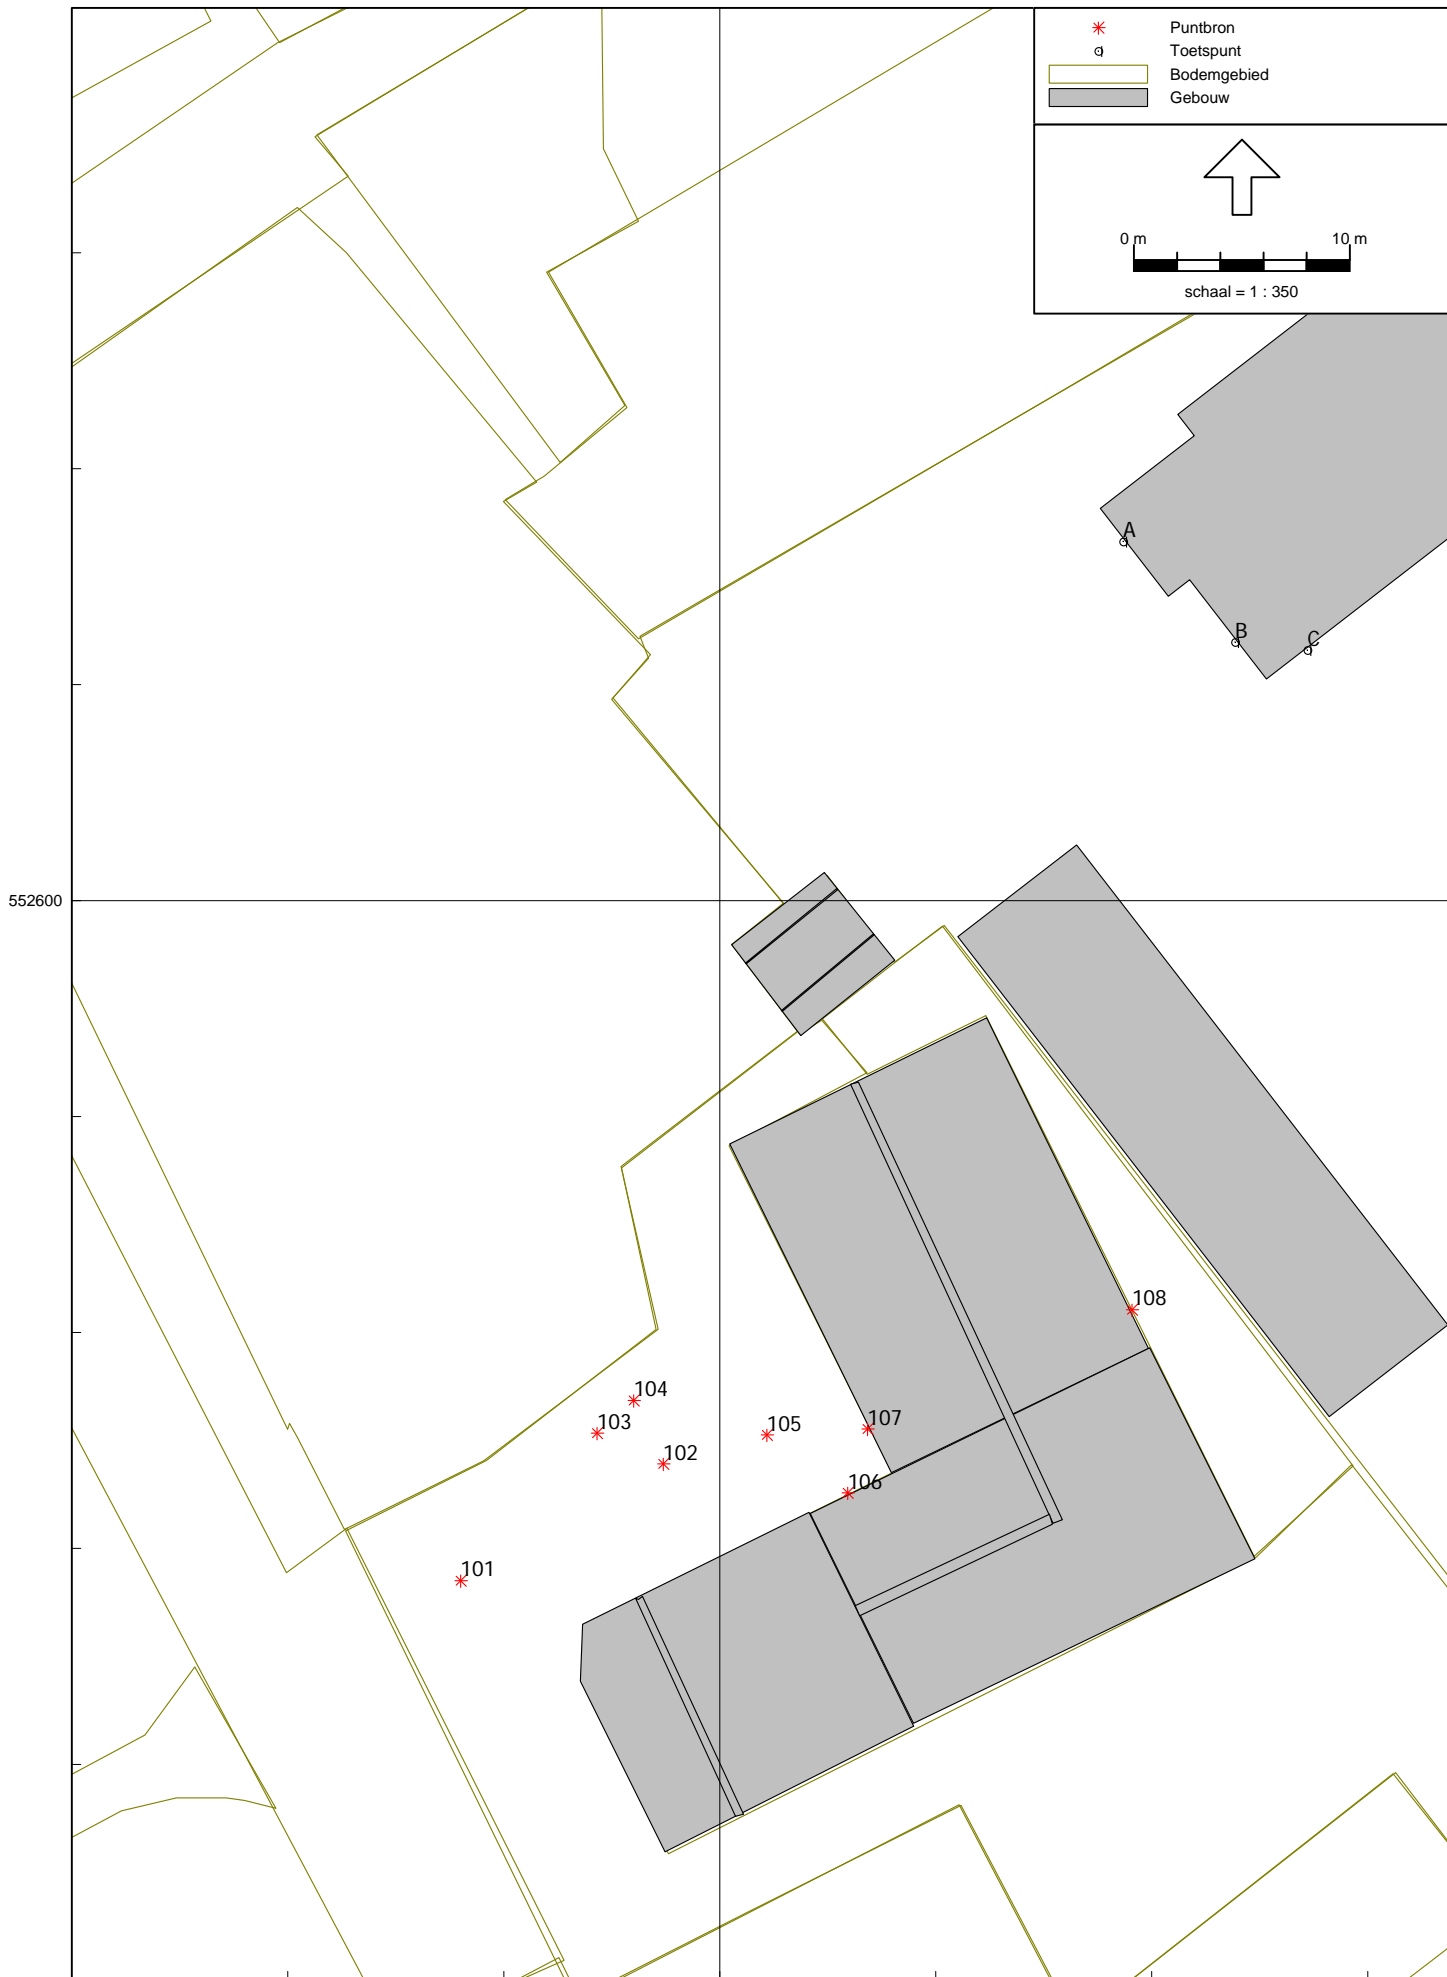 Puntbron
Toetspunt
Bodemgebied
Gebouw
0 m 10 m
schaal = 1 : 350
A
B
C
552600
108
104
103
105
107
102
106
101